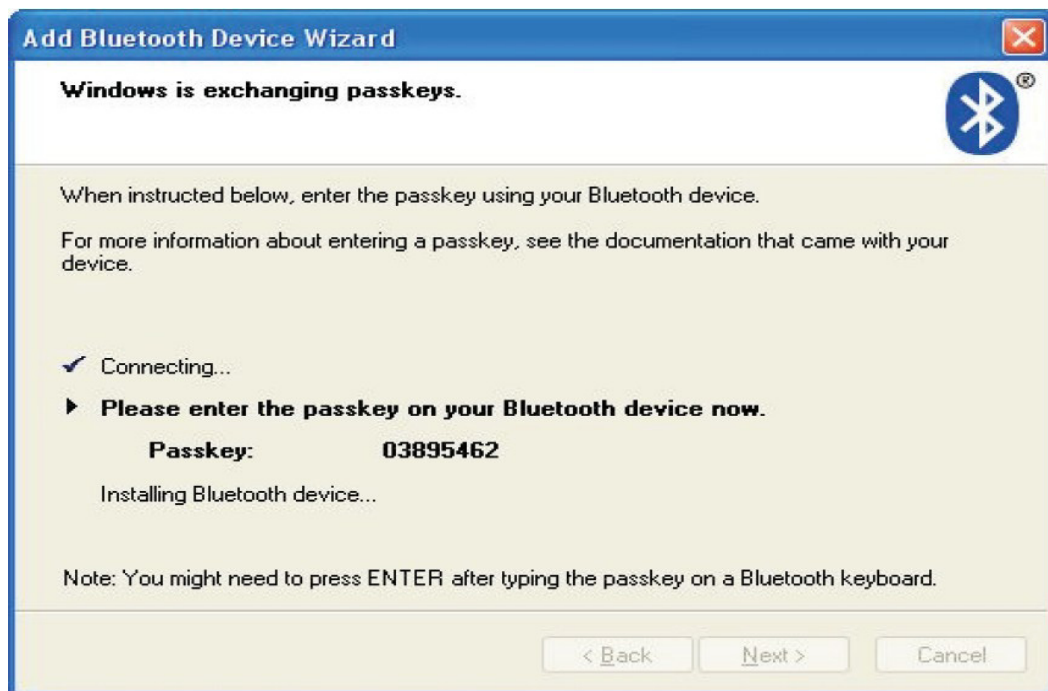 Add Bluetooth Device Wizard
Windows is exchanging passkeys.
®
When instructed below, enter the passkey using your Bluetooth device.
For more information about entering a passkey, see the documentation that came with your
device.
Connecting...
Please enter the passkey on your Bluetooth device now.
Passkey: 03895462
Installing Bluetooth device...
Note: You might need to press ENTER after typing the passkey on a Bluetooth keyboard.
< Back Next > Cancel